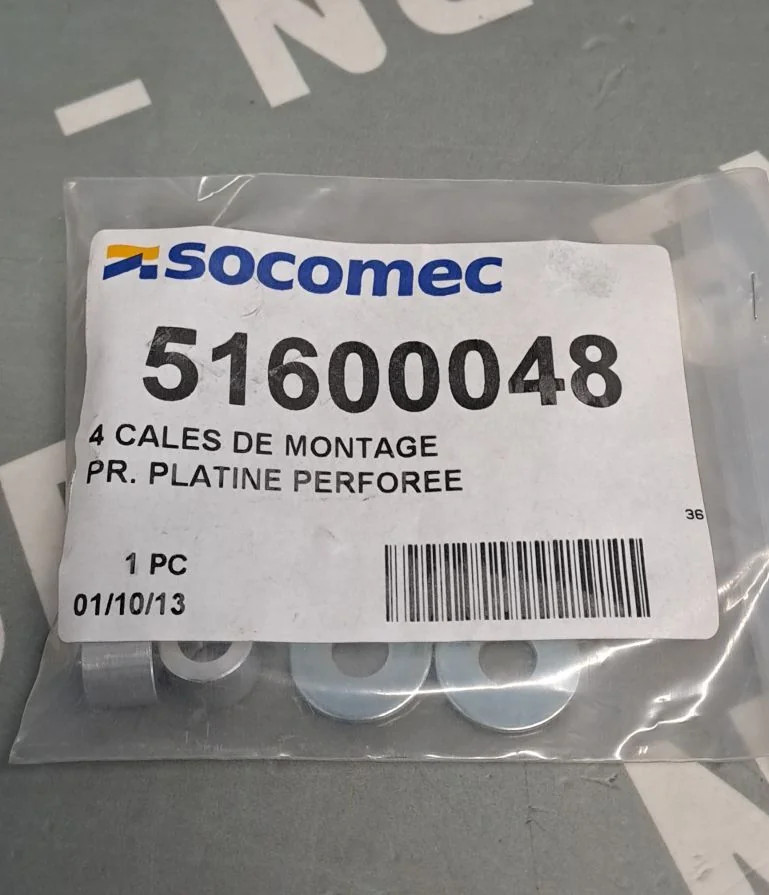 socomec
51600048
4 CALES DE MONTAGE
PR. PLATINE PERFOREE
36
1 PC
01/10/13